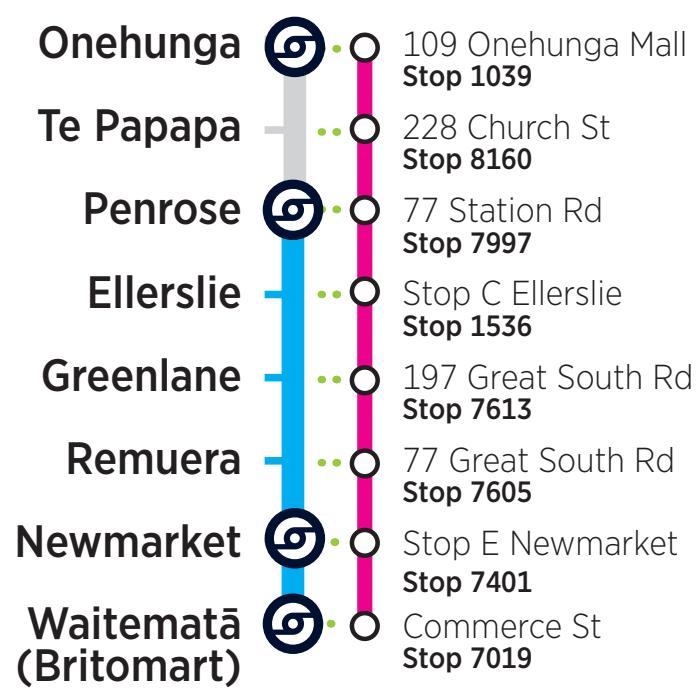 Onehunga
109 Onehunga Mall
Stop 1039
Te Papapa
228 Church St
Stop 8160
Penrose
77 Station Rd
Stop 7997
Ellerslie
Stop C Ellerslie
Stop 1536
Greenlane
197 Great South Rd
Stop 7613
Remuera
77 Great South Rd
Stop 7605
Newmarket
Stop E Newmarket
Stop 7401
Waitematā
(Britomart)
Commerce St
Stop 7019